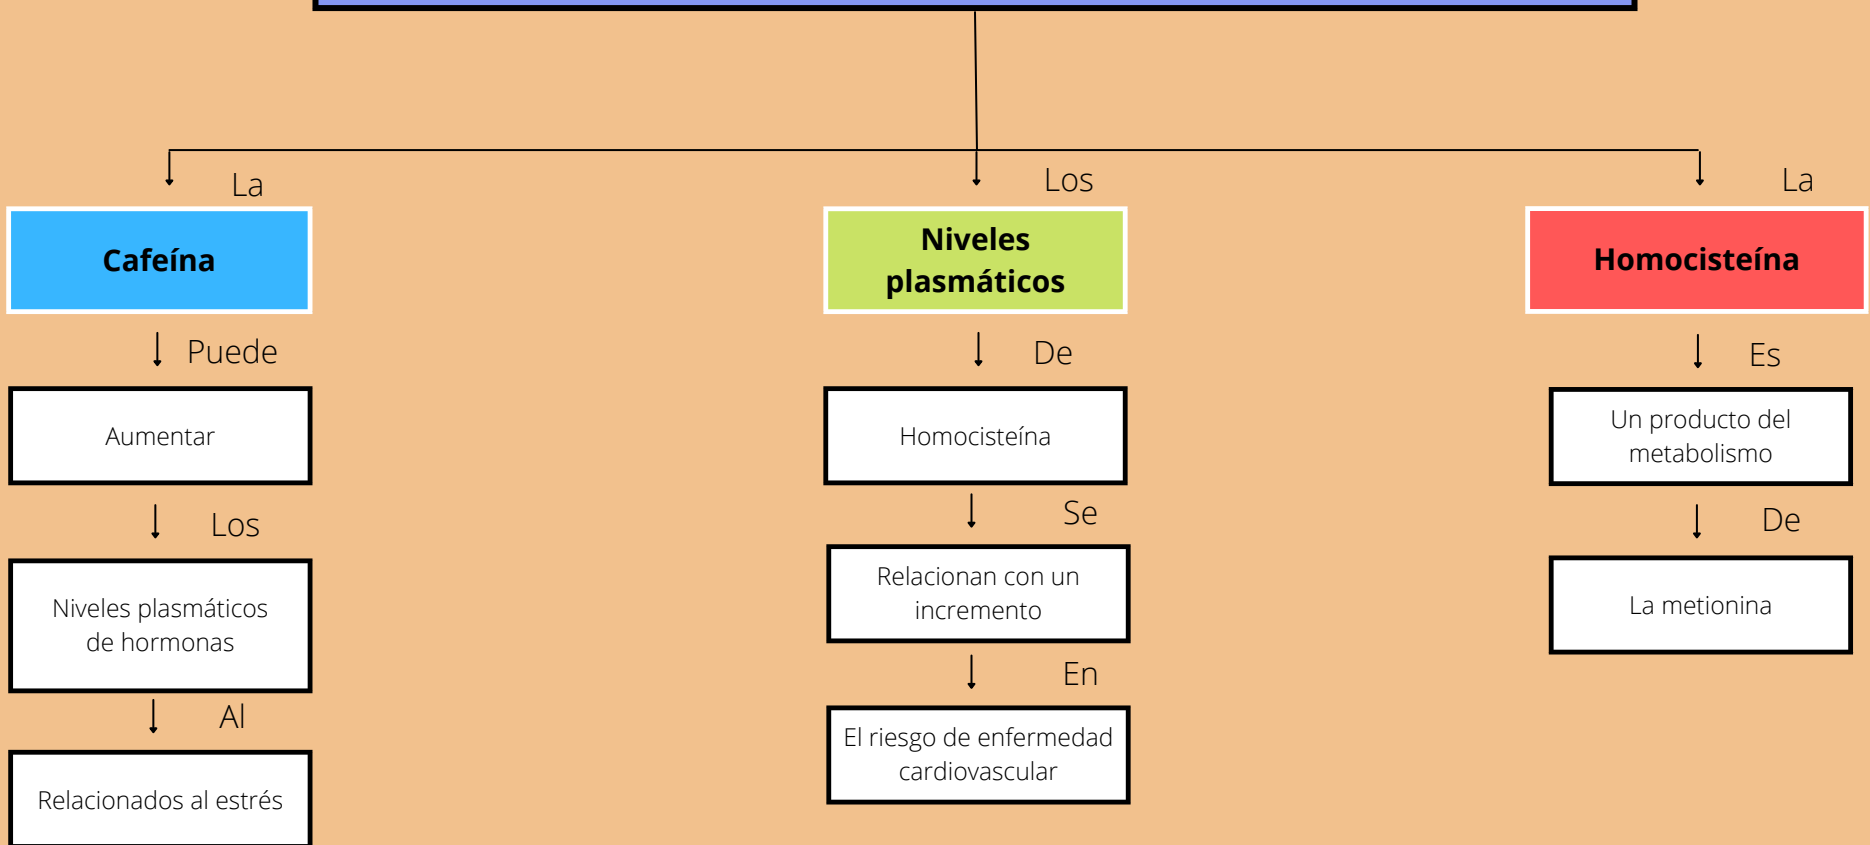 La
Cafeína
Puede
Aumentar
Los
Niveles plasmáticos
de hormonas
Al
Relacionados al estrés
Los
Niveles
plasmáticos
De
Homocisteína
Se
Relacionan con un
incremento
En
El riesgo de enfermedad
cardiovascular
La
Homocisteína
Es
Un producto del
metabolismo
De
La metionina